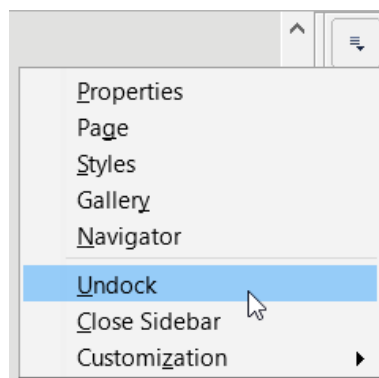 Properties
Page
Styles
Gallery
Navigator
Undock
Close Sidebar
Customization